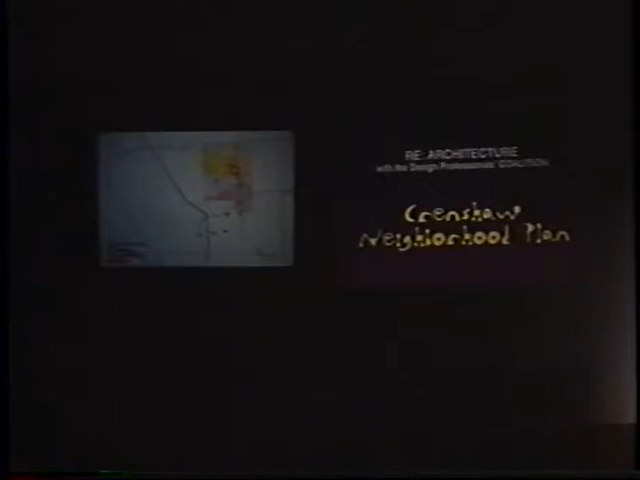 RE: ARCHITECTURE
with the Design Professionals' COALITION
Crenshaw
Neighborhood Plan